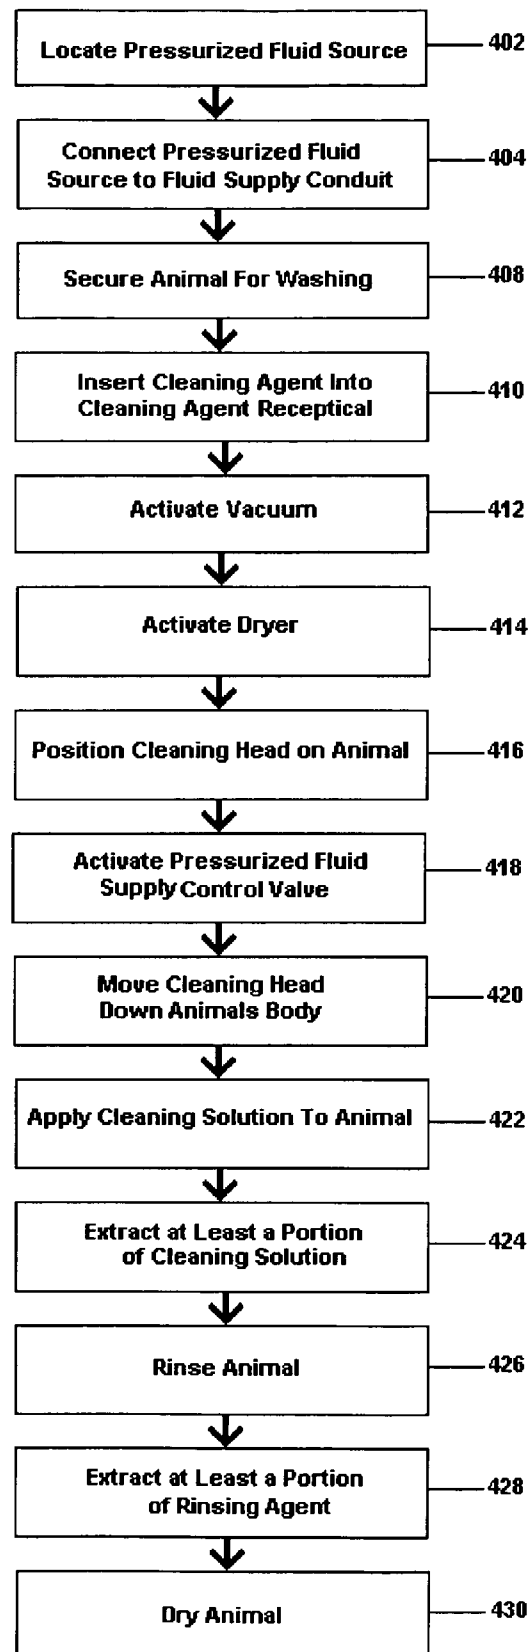 Locate Pressurized Fluid Source
402
Connect Pressurized Fluid
Source to Fluid Supply Conduit
404
Secure Animal For Washing
408
Insert Cleaning Agent Into
Cleaning Agent Receptical
410
Activate Vacuum
412
Activate Dryer
414
Position Cleaning Head on Animal
416
Activate Pressurized Fluid
Supply Control Valve
418
Move Cleaning Head
Down Animals Body
420
Apply Cleaning Solution To Animal
422
Extract at Least a Portion
of Cleaning Solution
424
Rinse Animal
426
Extract at Least a Portion
of Rinsing Agent
428
Dry Animal
430